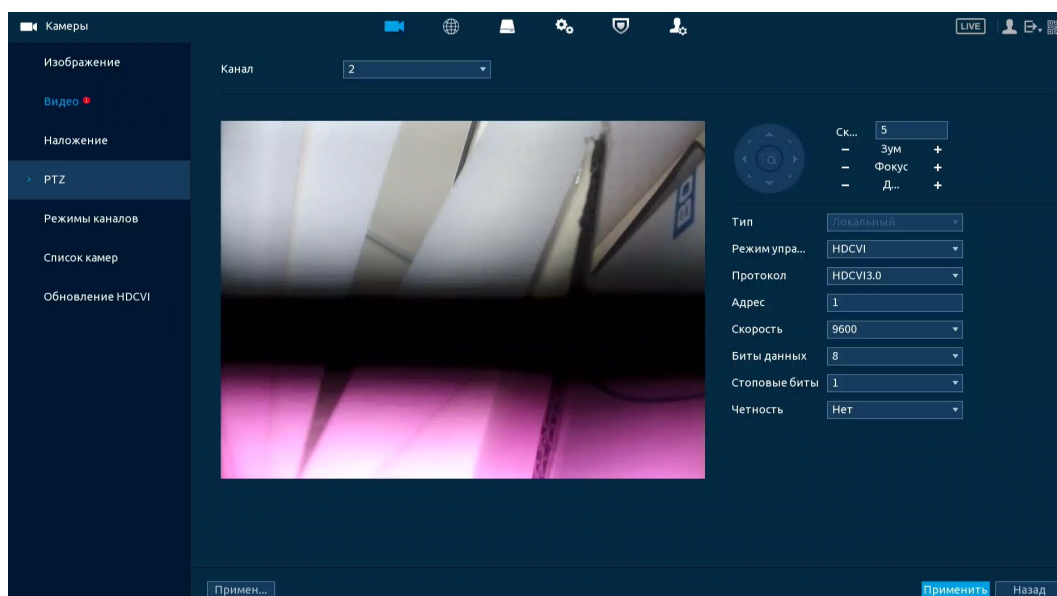 Камеры
LIVE
Изображение
Видео
Наложение
PTZ
Режимы каналов
Список камер
Обновление HDCVI
Канал 2
Ск... 5
− Зум +
− Фокус +
− Д... +
Тип Локальный
Режим упра... HDCVI
Протокол HDCVI3.0
Адрес 1
Скорость 9600
Биты данных 8
Стоповые биты 1
Четность Нет
Примен...
Применить
Назад